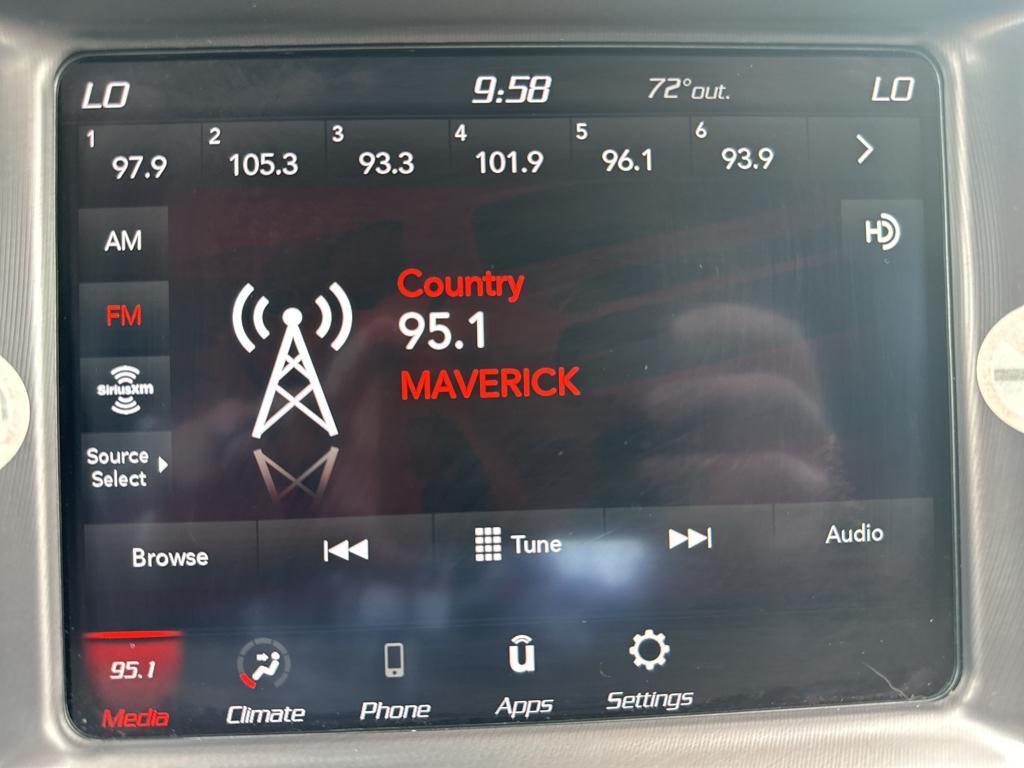 LO 9:58 72°out. LO
1 97.9 2 105.3 3 93.3 4 101.9 5 96.1 6 93.9
AM
HD
FM
Country
95.1
MAVERICK
SiriusXM
Source
Select
Browse Tune Audio
95.1
Media Climate Phone Apps Settings